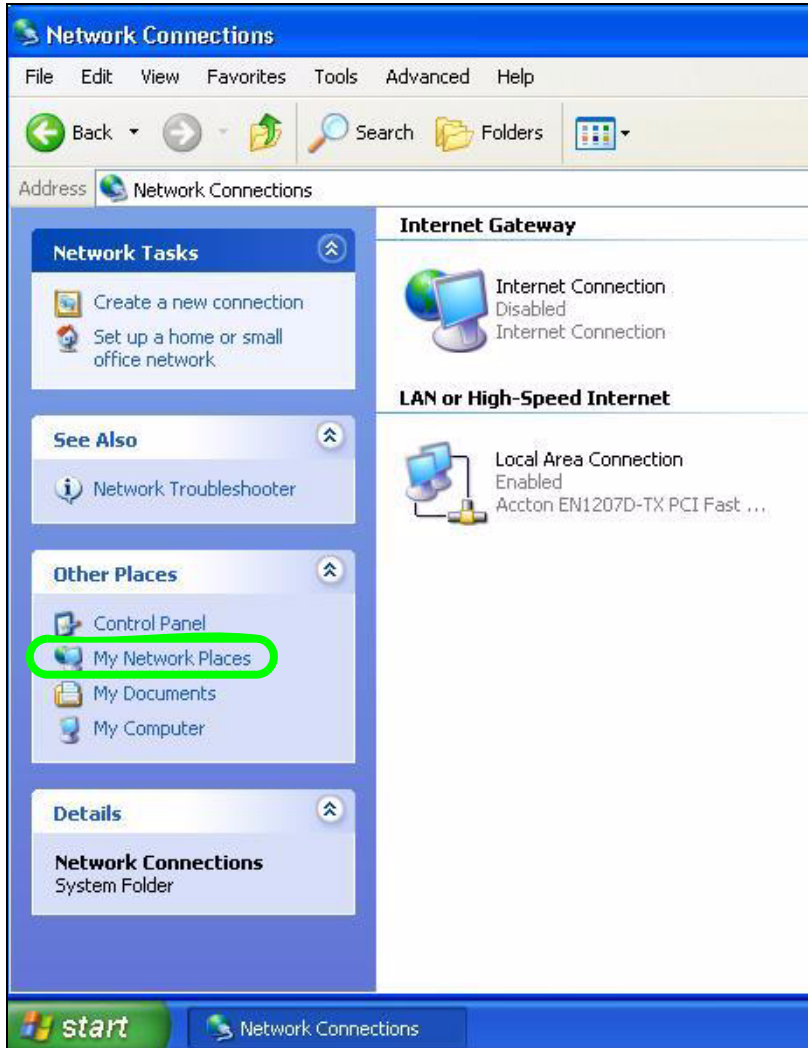 Network Connections
File Edit View Favorites Tools Advanced Help
Back Search Folders
Address Network Connections
Network Tasks
Create a new connection
Set up a home or small
office network
See Also
Network Troubleshooter
Other Places
Control Panel
My Network Places
My Documents
My Computer
Details
Network Connections
System Folder
Internet Gateway
Internet Connection
Disabled
Internet Connection
LAN or High-Speed Internet
Local Area Connection
Enabled
Accton EN1207D-TX PCI Fast ...
start Network Connections